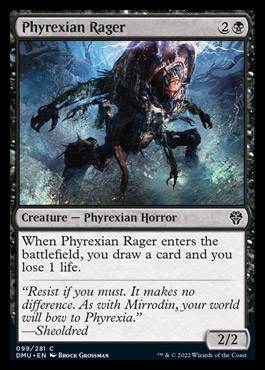 Phyrexian Rager 2
Creature — Phyrexian Horror
When Phyrexian Rager enters the
battlefield, you draw a card and you
lose 1 life.
“Resist if you must. It makes no
difference. As with Mirrodin, your world
will bow to Phyrexia.”
—Sheoldred
2/2
099/281 C
DMU • EN Brock Grossman
™ & © 2022 Wizards of the Coast